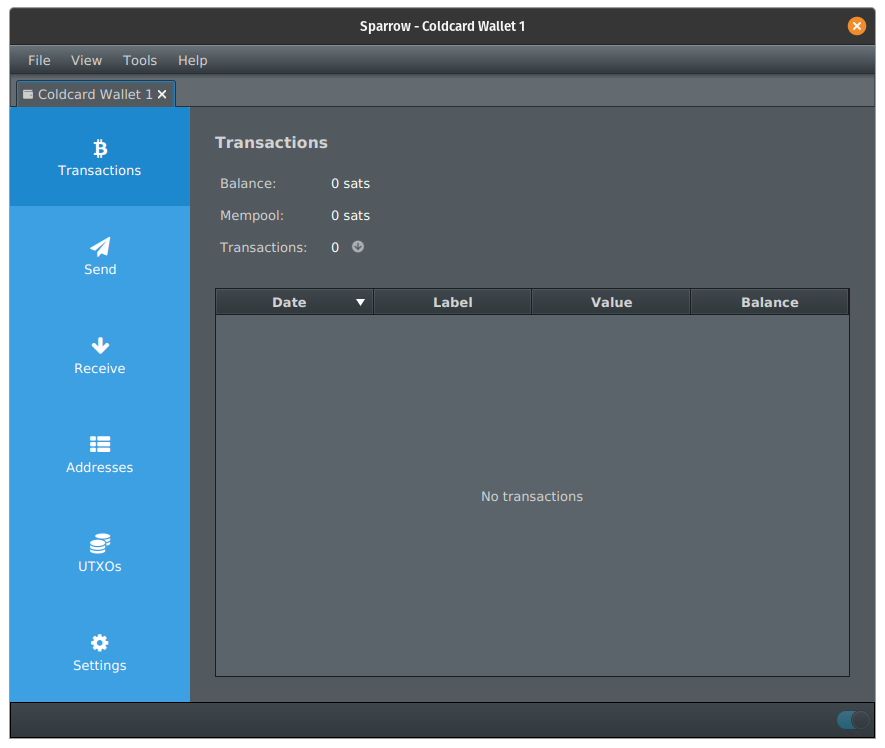 Sparrow - Coldcard Wallet 1
File View Tools Help
Coldcard Wallet 1
Transactions
Send
Receive
Addresses
UTXOs
Settings
Transactions
Balance: 0 sats
Mempool: 0 sats
Transactions: 0
Date Label Value Balance
No transactions